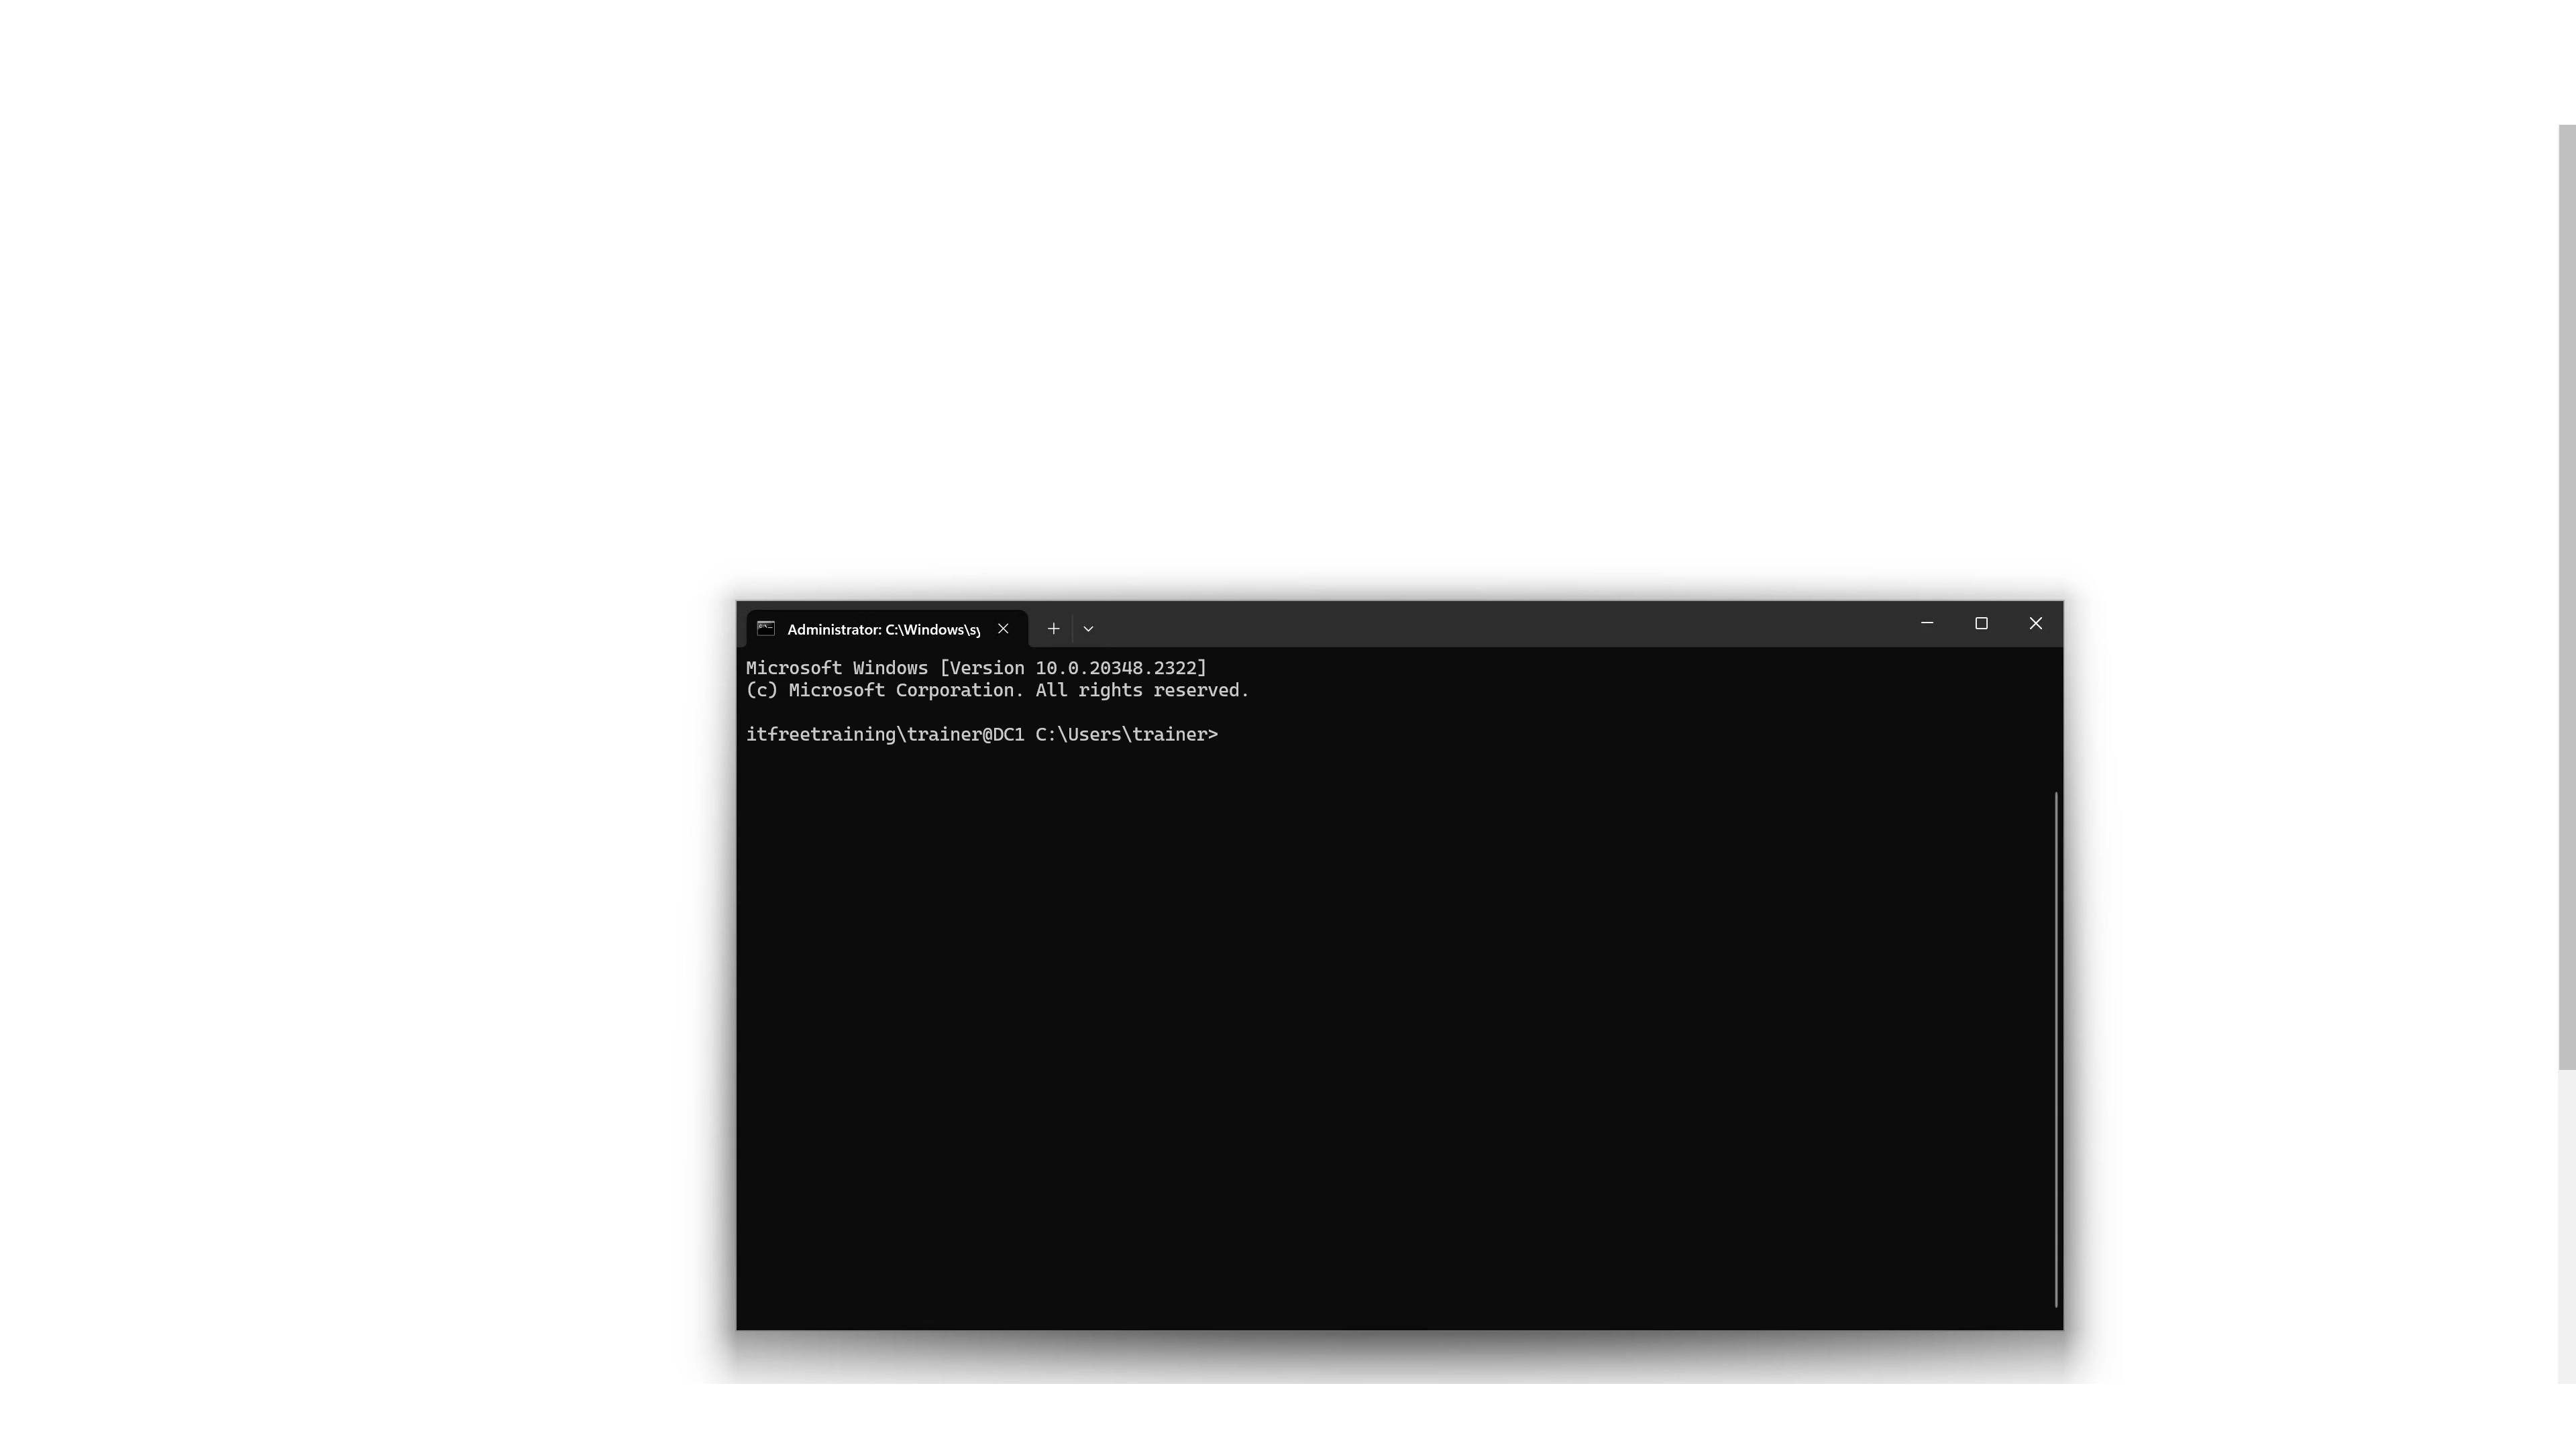 Administrator: C:\Windows\sy
Microsoft Windows [Version 10.0.20348.2322]
(c) Microsoft Corporation. All rights reserved.
itfreetraining\trainer@DC1 C:\Users\trainer>